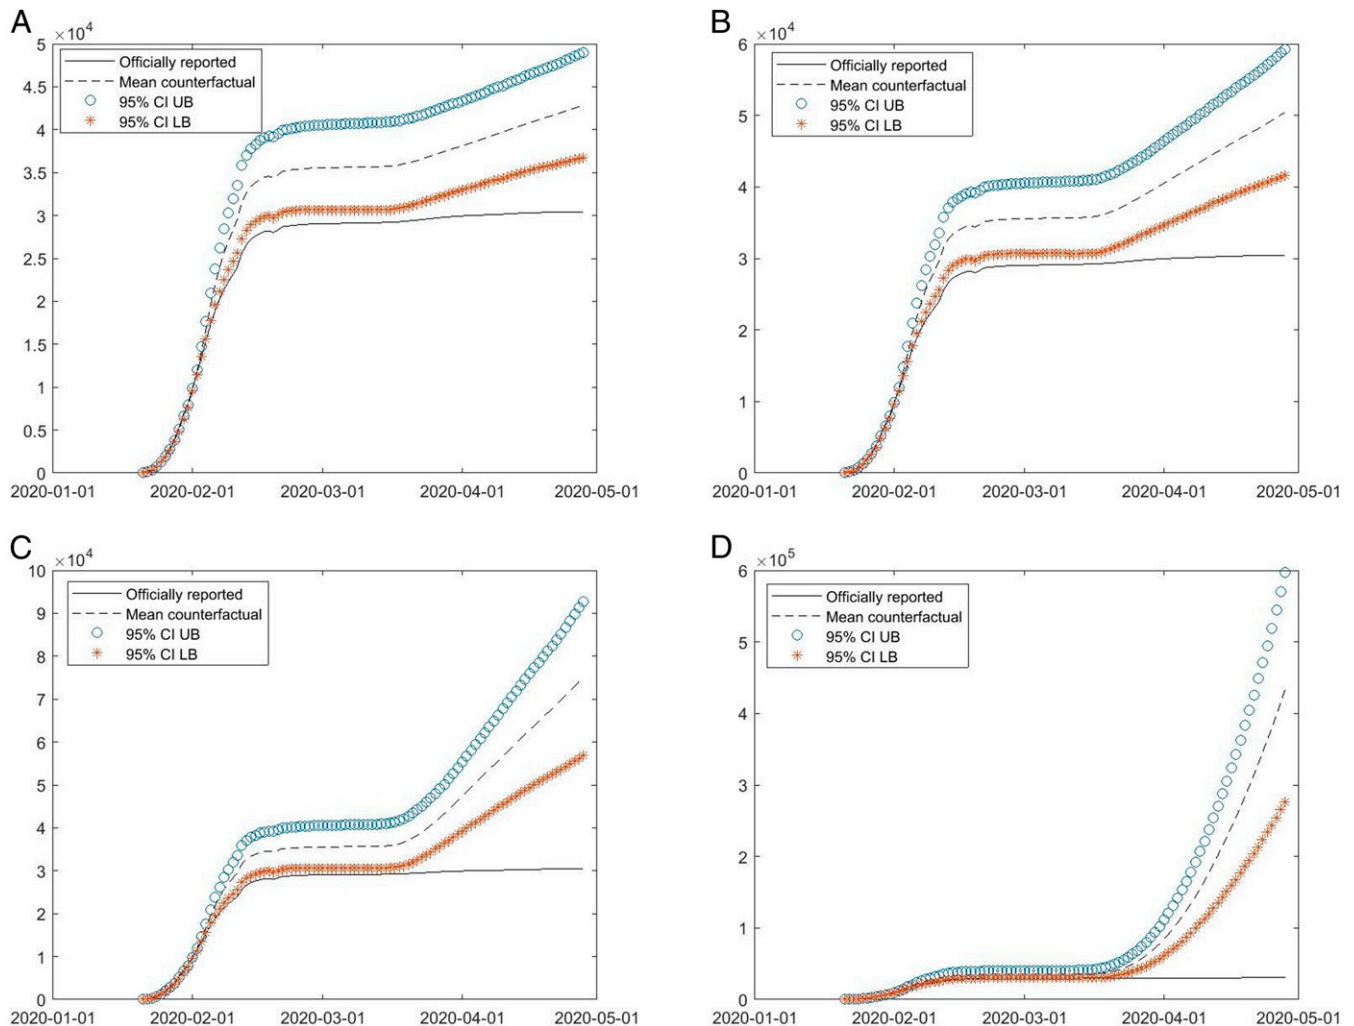 A
×10⁴
5
4.5
4
3.5
3
2.5
2
1.5
1
0.5
0
Officially reported
Mean counterfactual
95% CI UB
95% CI LB
2020-01-01 2020-02-01 2020-03-01 2020-04-01 2020-05-01
B
×10⁴
6
5
4
3
2
1
0
Officially reported
Mean counterfactual
95% CI UB
95% CI LB
2020-01-01 2020-02-01 2020-03-01 2020-04-01 2020-05-01
C
×10⁴
10
9
8
7
6
5
4
3
2
1
0
Officially reported
Mean counterfactual
95% CI UB
95% CI LB
2020-01-01 2020-02-01 2020-03-01 2020-04-01 2020-05-01
D
×10⁵
6
5
4
3
2
1
0
Officially reported
Mean counterfactual
95% CI UB
95% CI LB
2020-01-01 2020-02-01 2020-03-01 2020-04-01 2020-05-01